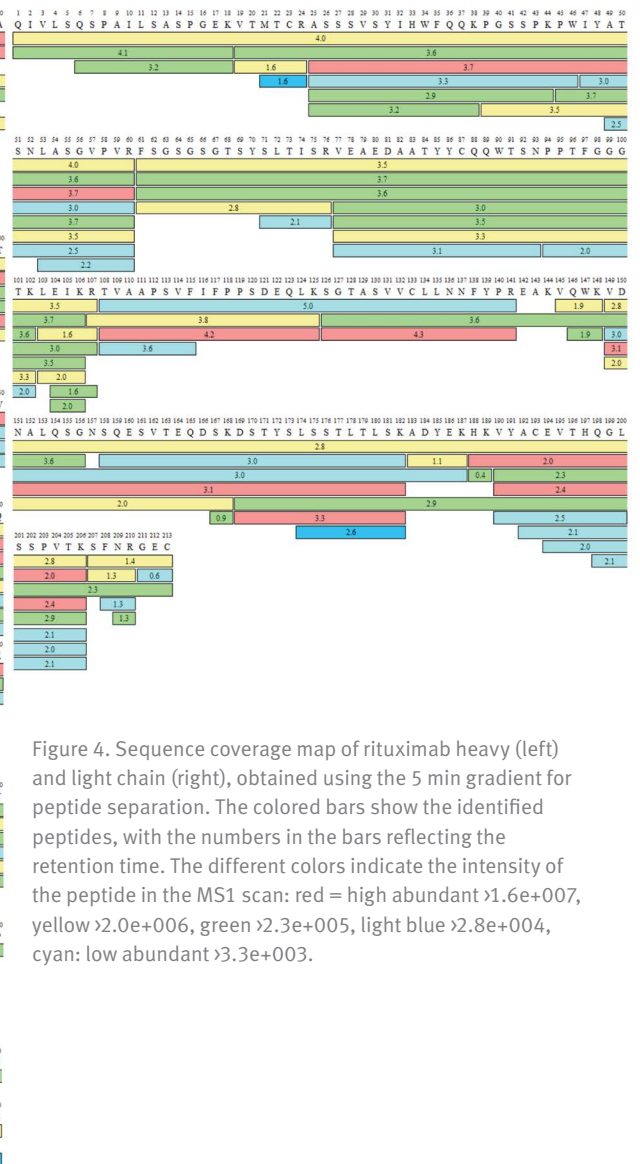 1 2 3 4 5 6 7 8 9 10 11 12 13 14 15 16 17 18 19 20 21 22 23 24 25 26 27 28 29 30 31 32 33 34 35 36 37 38 39 40 41 42 43 44 45 46 47 48 49 50
Q I V L S Q S P A I L S A S P G E K V T M T C R A S S S V S Y I H W F Q Q K P G S S P K P W I Y A T
4.0
4.1 3.6
3.2 1.6 3.7
1.6 3.3 3.0
2.9 3.7
3.2 3.5
2.5
51 52 53 54 55 56 57 58 59 60 61 62 63 64 65 66 67 68 69 70 71 72 73 74 75 76 77 78 79 80 81 82 83 84 85 86 87 88 89 90 91 92 93 94 95 96 97 98 99 100
S N L A S G V P V R F S G S G S G T S Y S L T I S R V E A E D A A T Y Y C Q Q W T S N P P T F G G G
4.0 3.5
3.6 3.7
3.7 3.6
3.0 2.8 3.0
3.7 2.1 3.5
3.5 3.3
2.5 3.1 2.0
2.2
101 102 103 104 105 106 107 108 109 110 111 112 113 114 115 116 117 118 119 120 121 122 123 124 125 126 127 128 129 130 131 132 133 134 135 136 137 138 139 140 141 142 143 144 145 146 147 148 149 150
T K L E I K R T V A A P S V F I F P P S D E Q L K S G T A S V V C L L N N F Y P R E A K V Q W K V D
3.5 5.0 1.9 2.8
3.7 3.8 3.6
3.6 1.6 4.2 4.3 1.9 3.0
3.0 3.6 3.1
3.5 2.0
3.3 2.0
2.0 1.6
2.0
151 152 153 154 155 156 157 158 159 160 161 162 163 164 165 166 167 168 169 170 171 172 173 174 175 176 177 178 179 180 181 182 183 184 185 186 187 188 189 190 191 192 193 194 195 196 197 198 199 200
N A L Q S G N S Q E S V T E Q D S K D S T Y S L S S T L T L S K A D Y E K H K V Y A C E V T H Q G L
2.8
3.6 3.0 1.1 2.0
3.0 0.4 2.3
3.1 2.4
2.0 2.9
0.9 3.3 2.5
2.6 2.1
2.0
2.1
201 202 203 204 205 206 207 208 209 210 211 212 213
S S P V T K S F N R G E C
2.8 1.4
2.0 1.3 0.6
2.3
2.4 1.3
2.9 1.3
2.1
2.0
2.1
Figure 4. Sequence coverage map of rituximab heavy (left)
and light chain (right), obtained using the 5 min gradient for
peptide separation. The colored bars show the identified
peptides, with the numbers in the bars reflecting the
retention time. The different colors indicate the intensity of
the peptide in the MS1 scan: red = high abundant >1.6e+007,
yellow >2.0e+006, green >2.3e+005, light blue >2.8e+004,
cyan: low abundant >3.3e+003.